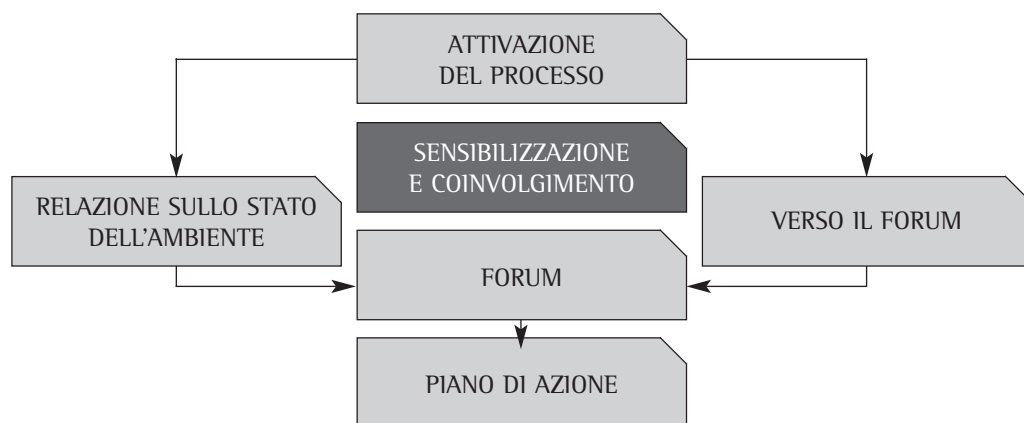 ATTIVAZIONE
DEL PROCESSO
SENSIBILIZZAZIONE
E COINVOLGIMENTO
RELAZIONE SULLO STATO
DELL'AMBIENTE
VERSO IL FORUM
FORUM
PIANO DI AZIONE